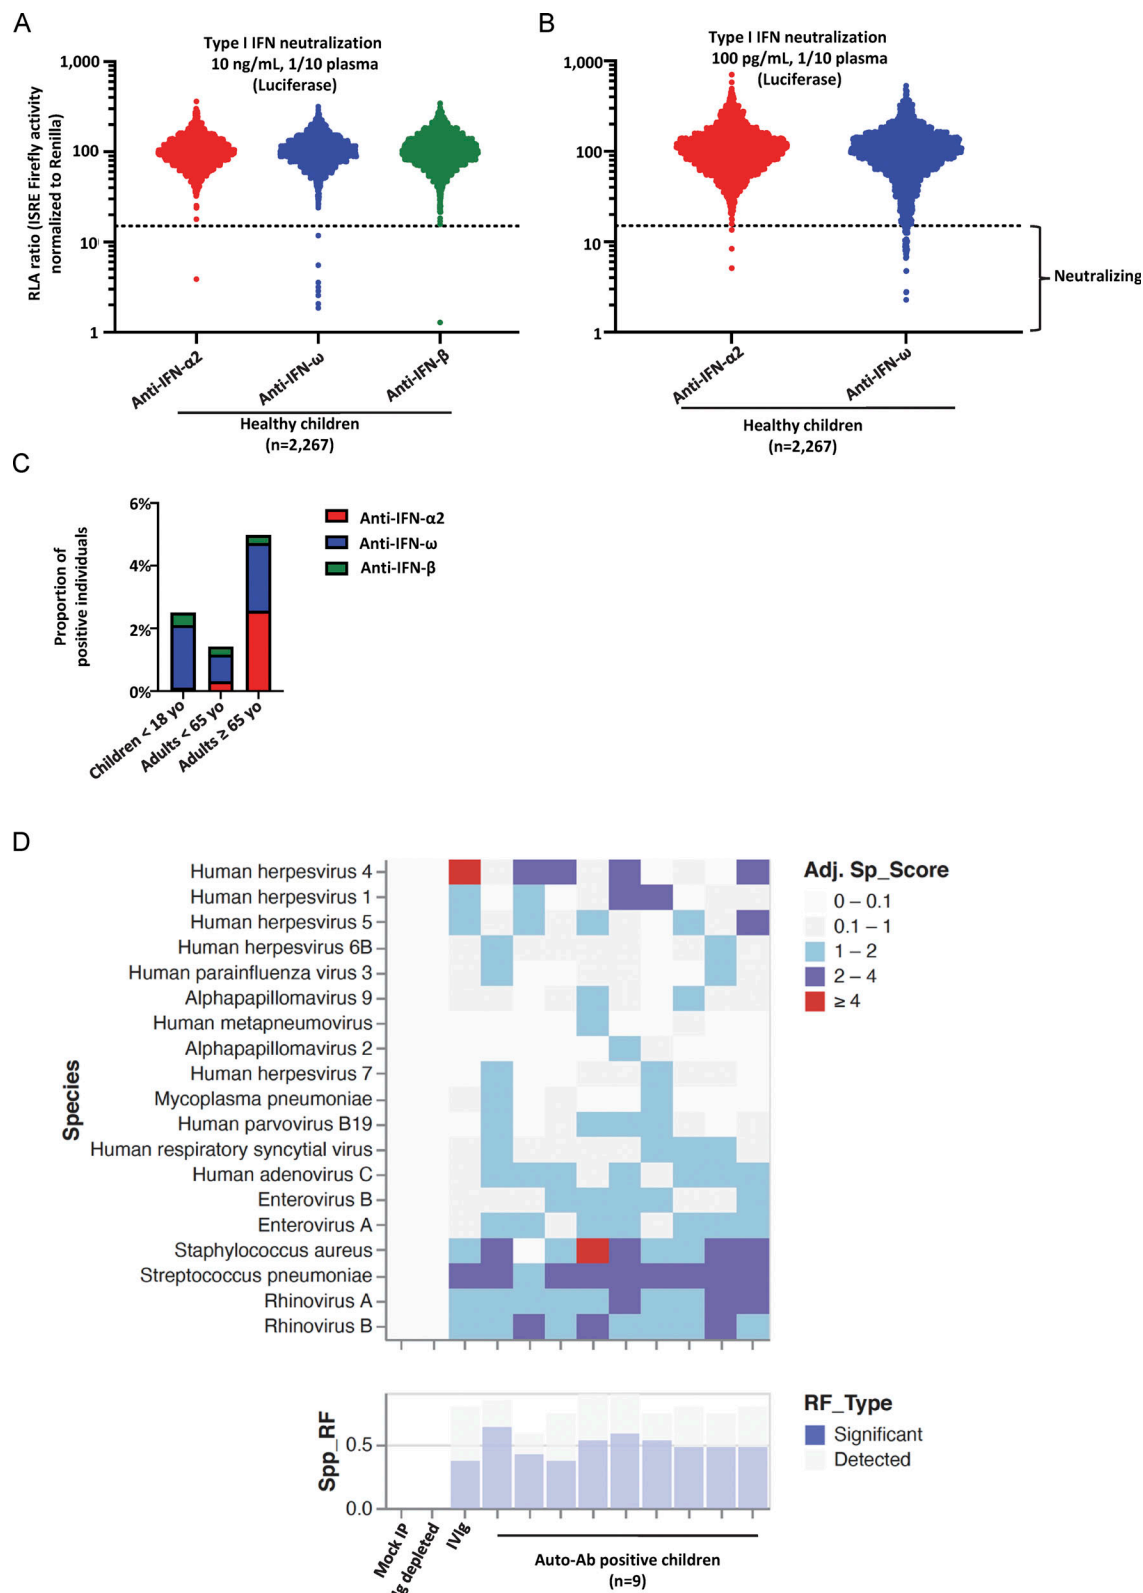 A
Type I IFN neutralization
10 ng/mL, 1/10 plasma
(Luciferase)
RLA ratio (ISRE Firefly activity
normalized to Renilla)
1,000
100
10
1
Anti-IFN-α2
Anti-IFN-ω
Anti-IFN-β
Healthy children
(n=2,267)
B
Type I IFN neutralization
100 pg/mL, 1/10 plasma
(Luciferase)
1,000
100
10
1
Neutralizing
Anti-IFN-α2
Anti-IFN-ω
Healthy children
(n=2,267)
C
Proportion of
positive individuals
6%
4%
2%
0%
Children < 18 yo
Adults < 65 yo
Adults ≥ 65 yo
Anti-IFN-α2
Anti-IFN-ω
Anti-IFN-β
D
Species
Human herpesvirus 4
Human herpesvirus 1
Human herpesvirus 5
Human herpesvirus 6B
Human parainfluenza virus 3
Alphapapillomavirus 9
Human metapneumovirus
Alphapapillomavirus 2
Human herpesvirus 7
Mycoplasma pneumoniae
Human parvovirus B19
Human respiratory syncytial virus
Human adenovirus C
Enterovirus B
Enterovirus A
Staphylococcus aureus
Streptococcus pneumoniae
Rhinovirus A
Rhinovirus B
Adj. Sp_Score
0 – 0.1
0.1 – 1
1 – 2
2 – 4
≥ 4
Spp_RF
0.5
0.0
RF_Type
Significant
Detected
Mock IP
Ig depleted
IVIg
Auto-Ab positive children
(n=9)